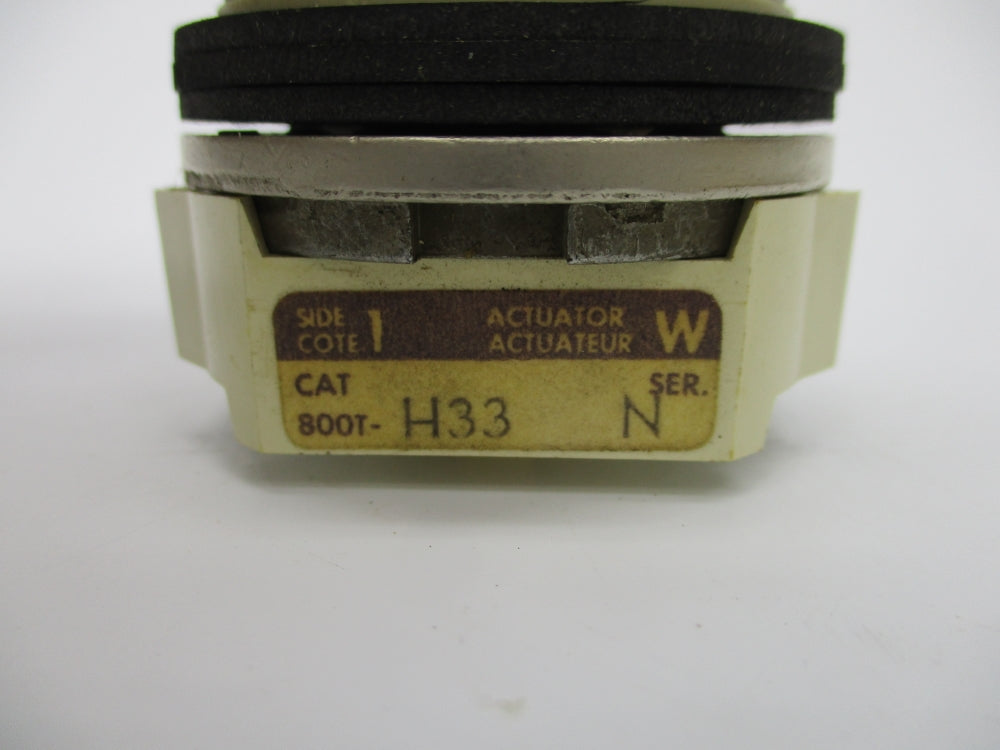 SIDE 1 ACTUATOR W
COTE ACTUATEUR
CAT SER.
800T- H33 N